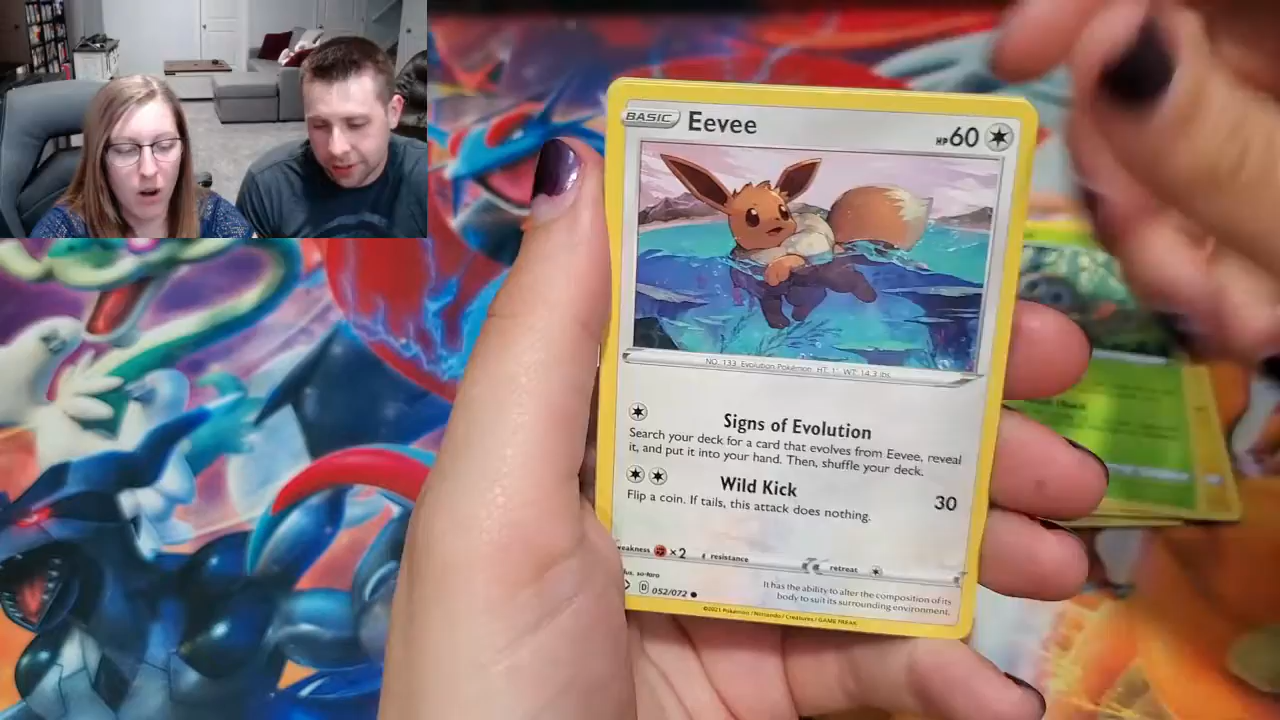 BASIC Eevee HP 60
NO. 133 Evolution Pokémon HT: 1' WT: 14.3 lbs.
Signs of Evolution
Search your deck for a card that evolves from Eevee, reveal
it, and put it into your hand. Then, shuffle your deck.
Wild Kick 30
Flip a coin. If tails, this attack does nothing.
weakness ×2 resistance retreat
It has the ability to alter the composition of its
body to suit its surrounding environment.
D 052/072
©2021 Pokémon / Nintendo / Creatures / GAME FREAK